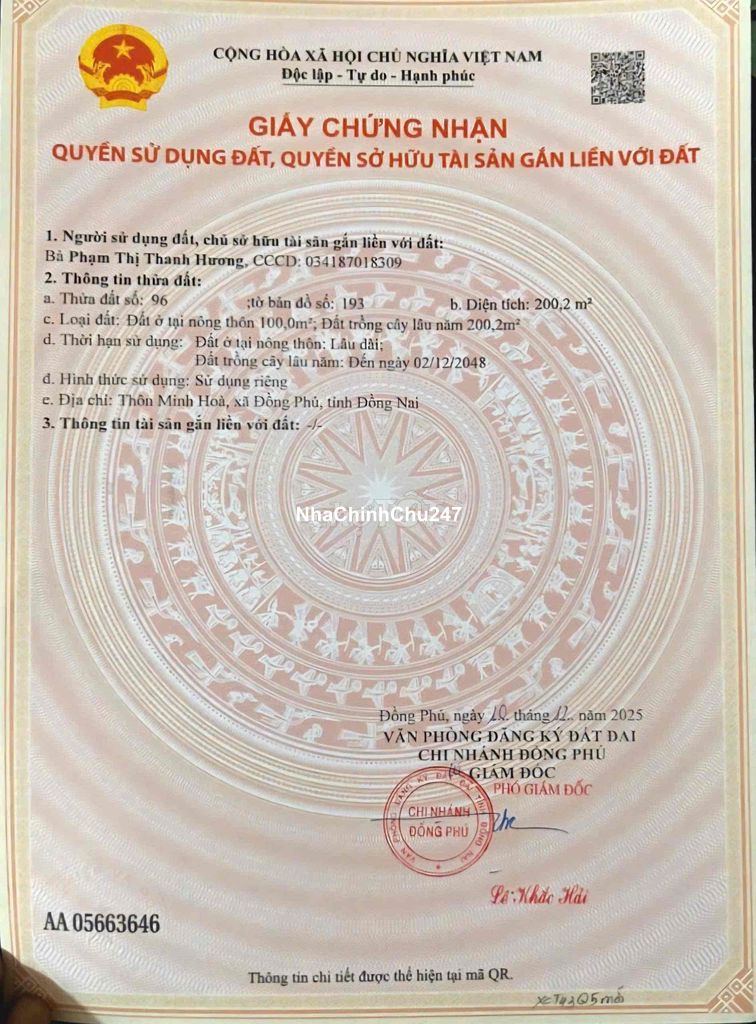 CỘNG HÒA XÃ HỘI CHỦ NGHĨA VIỆT NAM
Độc lập - Tự do - Hạnh phúc
GIẤY CHỨNG NHẬN
QUYỀN SỬ DỤNG ĐẤT, QUYỀN SỞ HỮU TÀI SẢN GẮN LIỀN VỚI ĐẤT
1. Người sử dụng đất, chủ sở hữu tài sản gắn liền với đất:
Bà Phạm Thị Thanh Hương, CCCD: 034187018309
2. Thông tin thửa đất:
a. Thửa đất số: 96 ;tờ bản đồ số: 193 b. Diện tích: 200,2 m²
c. Loại đất: Đất ở tại nông thôn 100,0m²; Đất trồng cây lâu năm 200,2m²
d. Thời hạn sử dụng: Đất ở tại nông thôn: Lâu dài;
Đất trồng cây lâu năm: Đến ngày 02/12/2048
đ. Hình thức sử dụng: Sử dụng riêng
e. Địa chỉ: Thôn Minh Hoà, xã Đồng Phú, tỉnh Đồng Nai
3. Thông tin tài sản gắn liền với đất: -/-
NhaChinhChu247
Đồng Phú, ngày tháng 12 năm 2025
VĂN PHÒNG ĐĂNG KÝ ĐẤT ĐAI
CHI NHÁNH ĐỒNG PHÚ
GIÁM ĐỐC
PHÓ GIÁM ĐỐC
VĂN PHÒNG ĐĂNG KÝ ĐẤT ĐAI TỈNH ĐỒNG NAI
CHI NHÁNH
ĐỒNG PHÚ
Lê Khắc Hải
AA 05663646
Thông tin chi tiết được thể hiện tại mã QR.